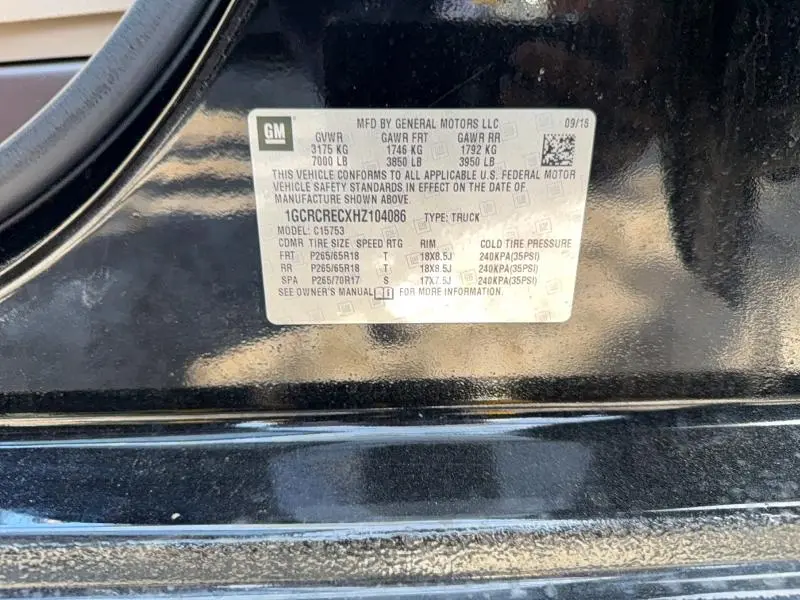 GM MFD BY GENERAL MOTORS LLC 09/16
GVWR GAWR FRT GAWR RR
3175 KG 1746 KG 1792 KG
7000 LB 3850 LB 3950 LB
THIS VEHICLE CONFORMS TO ALL APPLICABLE U.S. FEDERAL MOTOR
VEHICLE SAFETY STANDARDS IN EFFECT ON THE DATE OF
MANUFACTURE SHOWN ABOVE.
1GCRCRECXHZ104086 TYPE: TRUCK
MODEL: C15753
CDMR TIRE SIZE SPEED RTG RIM COLD TIRE PRESSURE
FRT P265/65R18 T 18X8.5J 240KPA(35PSI)
RR P265/65R18 T 18X8.5J 240KPA(35PSI)
SPA P265/70R17 S 17X7.5J 240KPA(35PSI)
SEE OWNER'S MANUAL FOR MORE INFORMATION.